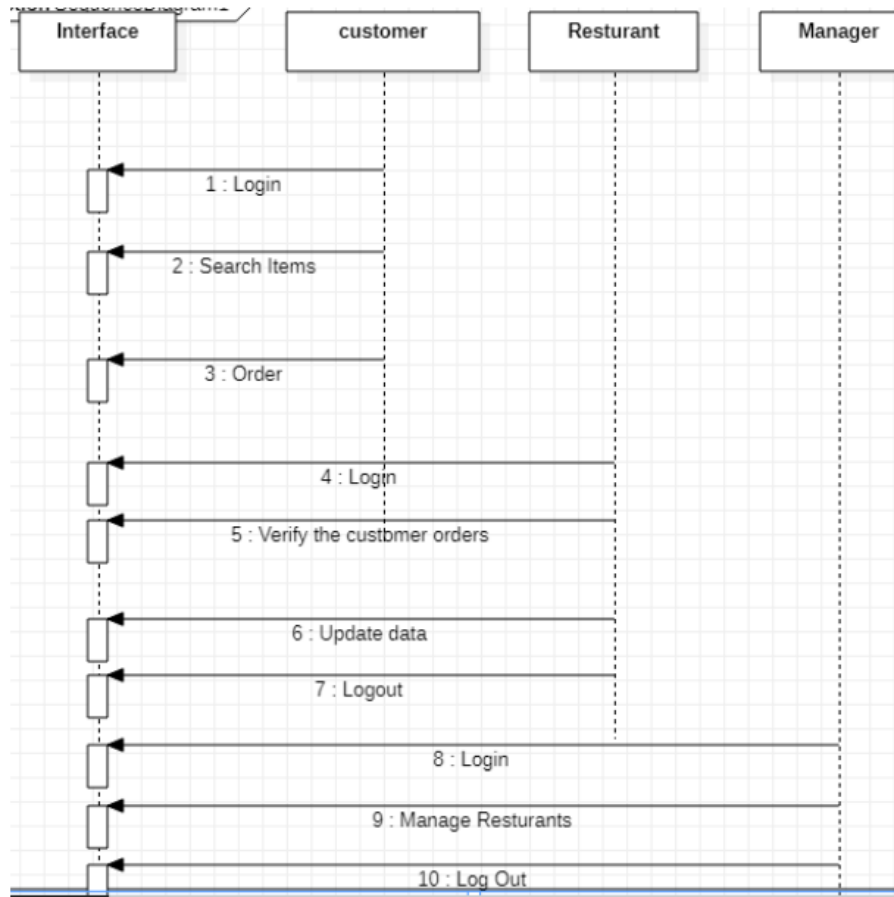 SequenceDiagram1
Interface
customer
Resturant
Manager
1 : Login
2 : Search Items
3 : Order
4 : Login
5 : Verify the customer orders
6 : Update data
7 : Logout
8 : Login
9 : Manage Resturants
10 : Log Out